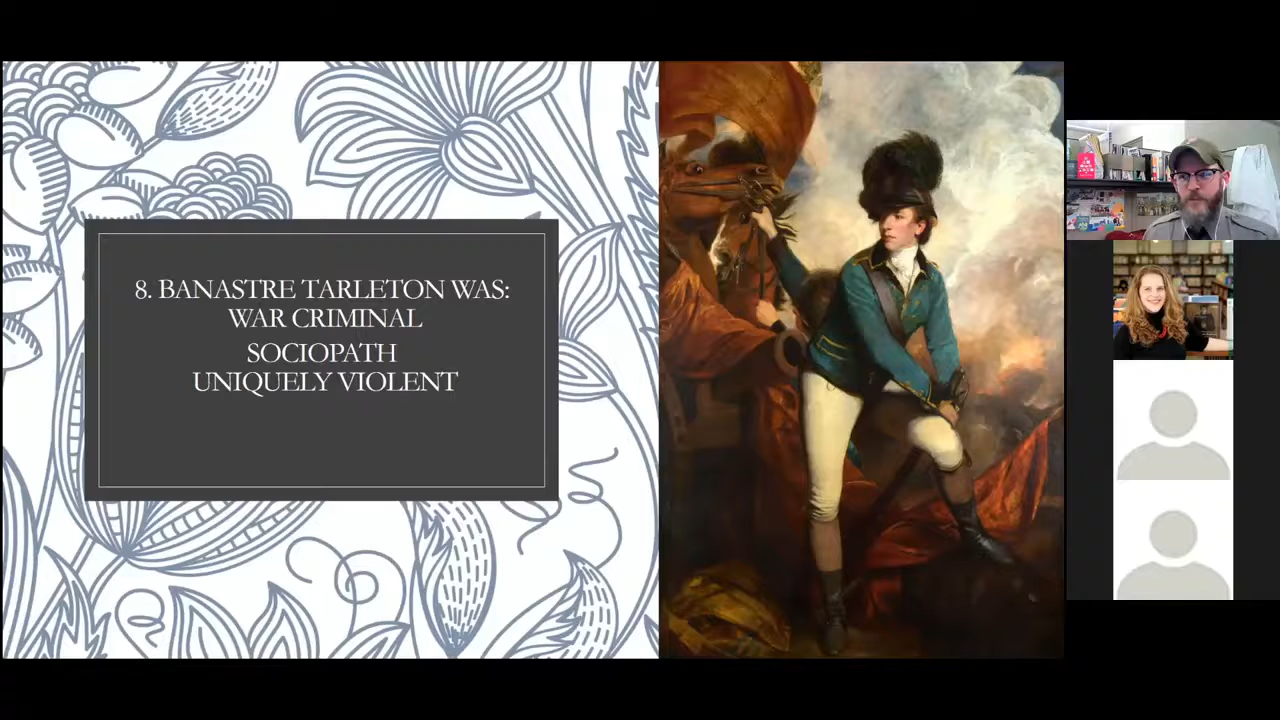 8. BANASTRE TARLETON WAS:
WAR CRIMINAL
SOCIOPATH
UNIQUELY VIOLENT